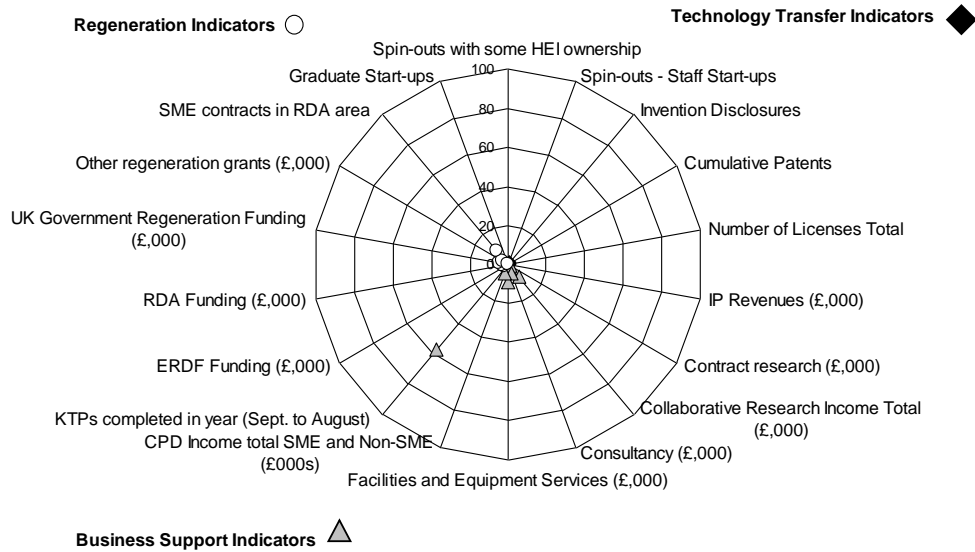 Technology Transfer Indicators
Regeneration Indicators
Spin-outs with some HEI ownership
100
Graduate Start-ups
Spin-outs - Staff Start-ups
SME contracts in RDA area
Invention Disclosures
80
60
Other regeneration grants (£,000)
Cumulative Patents
40
UK Government Regeneration Funding
(£,000)
20
Number of Licenses Total
0
RDA Funding (£,000)
IP Revenues (£,000)
ERDF Funding (£,000)
Contract research (£,000)
KTPs completed in year (Sept. to August)
Collaborative Research Income Total
(£,000)
CPD Income total SME and Non-SME
(£000s)
Consultancy (£,000)
Facilities and Equipment Services (£,000)
Business Support Indicators